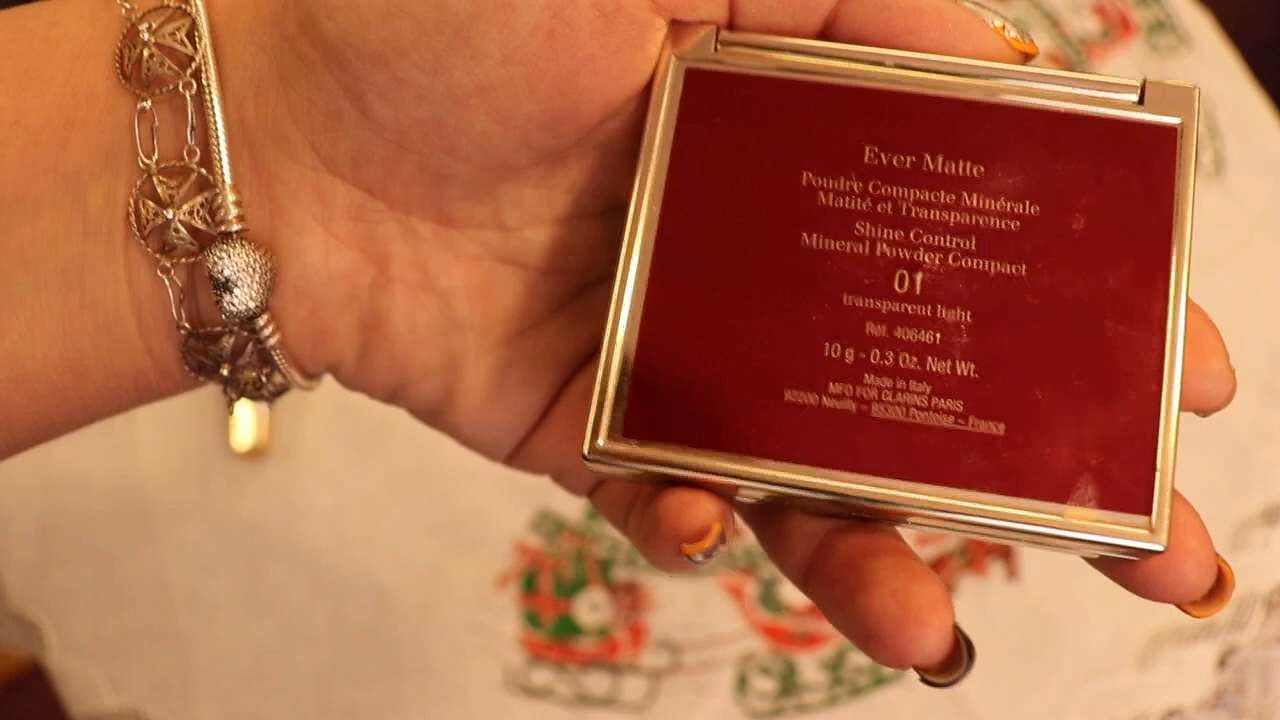 Ever Matte
Poudre Compacte Minérale
Matité et Transparence
Shine Control
Mineral Powder Compact
01
transparent light
Réf. 406461
10 g - 0.3 Oz. Net Wt.
Made in Italy
MFG FOR CLARINS PARIS
92200 Neuilly - 95300 Pontoise - France